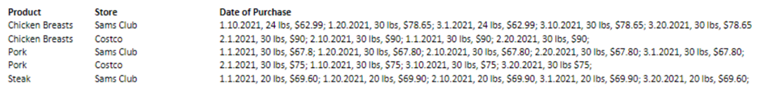 Product Store Date of Purchase
Chicken Breasts Sams Club 1.10.2021, 24 lbs, $62.99; 1.20.2021, 30 lbs, $78.65; 3.1.2021, 24 lbs, $62.99; 3.10.2021, 30 lbs, $78.65; 3.20.2021, 30 lbs, $78.65
Chicken Breasts Costco 2.1.2021, 30 lbs, $90; 2.10.2021, 30 lbs, $90; 1.1.2021, 30 lbs, $90; 2.20.2021, 30 lbs, $90;
Pork Sams Club 1.1.2021, 30 lbs, $67.8; 1.20.2021, 30 lbs, $67.80; 2.10.2021, 30 lbs, $67.80; 2.20.2021, 30 lbs, $67.80; 3.1.2021, 30 lbs, $67.80;
Pork Costco 2.1.2021, 30 lbs, $75; 1.10.2021, 30 lbs, $75; 3.10.2021, 30 lbs, $75; 3.20.2021, 30 lbs $75;
Steak Sams Club 1.1.2021, 20 lbs, $69.60; 1.20.2021, 20 lbs, $69.90; 2.10.2021, 20 lbs, $69.90, 3.1.2021, 20 lbs, $69.90; 3.20.2021, 20 lbs, $69.60;